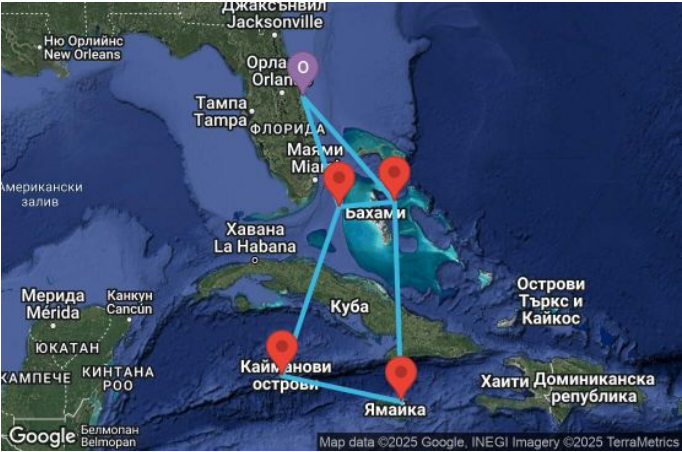 Джаксънвил
Jacksonville
Ню Орлийнс
New Orleans
Орла
Orlan
O
Тампа
Tampa
ФЛОРИДА
Маями
Miami
Американски
залив
Бахами
Хавана
La Habana
Мерида
Mérida
Канкун
Cancún
Куба
Острови
Търкс и
Кайкос
ЮКАТАН
КАМПЕЧЕ
КИНТАНА
РОО
Кайманови
острови
Ямайка
Хаити
Доминиканска
република
Белмопан
Belmopan
Google
Map data ©2025 Google, INEGI Imagery ©2025 TerraMetrics